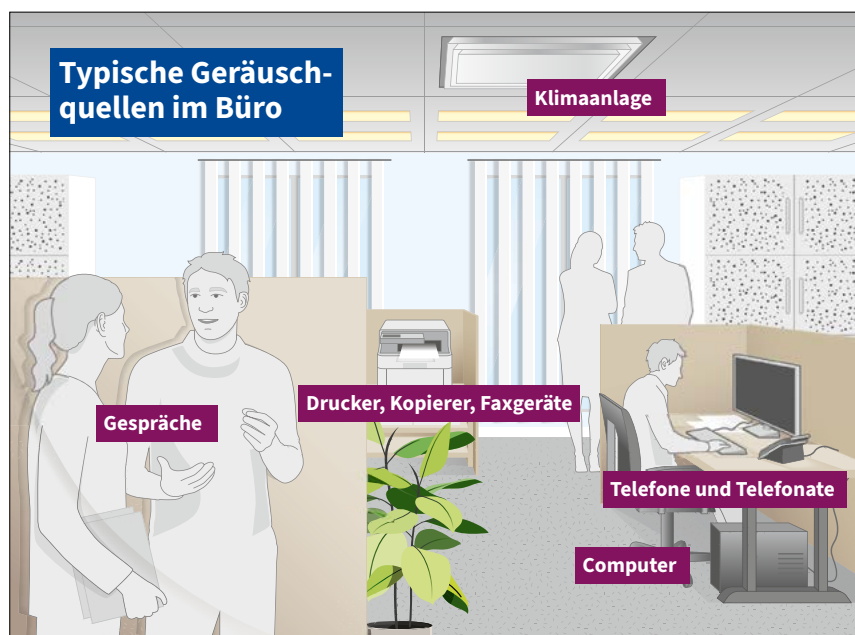 Typische Geräusch-
quellen im Büro
Klimaanlage
Drucker, Kopierer, Faxgeräte
Gespräche
Telefone und Telefonate
Computer